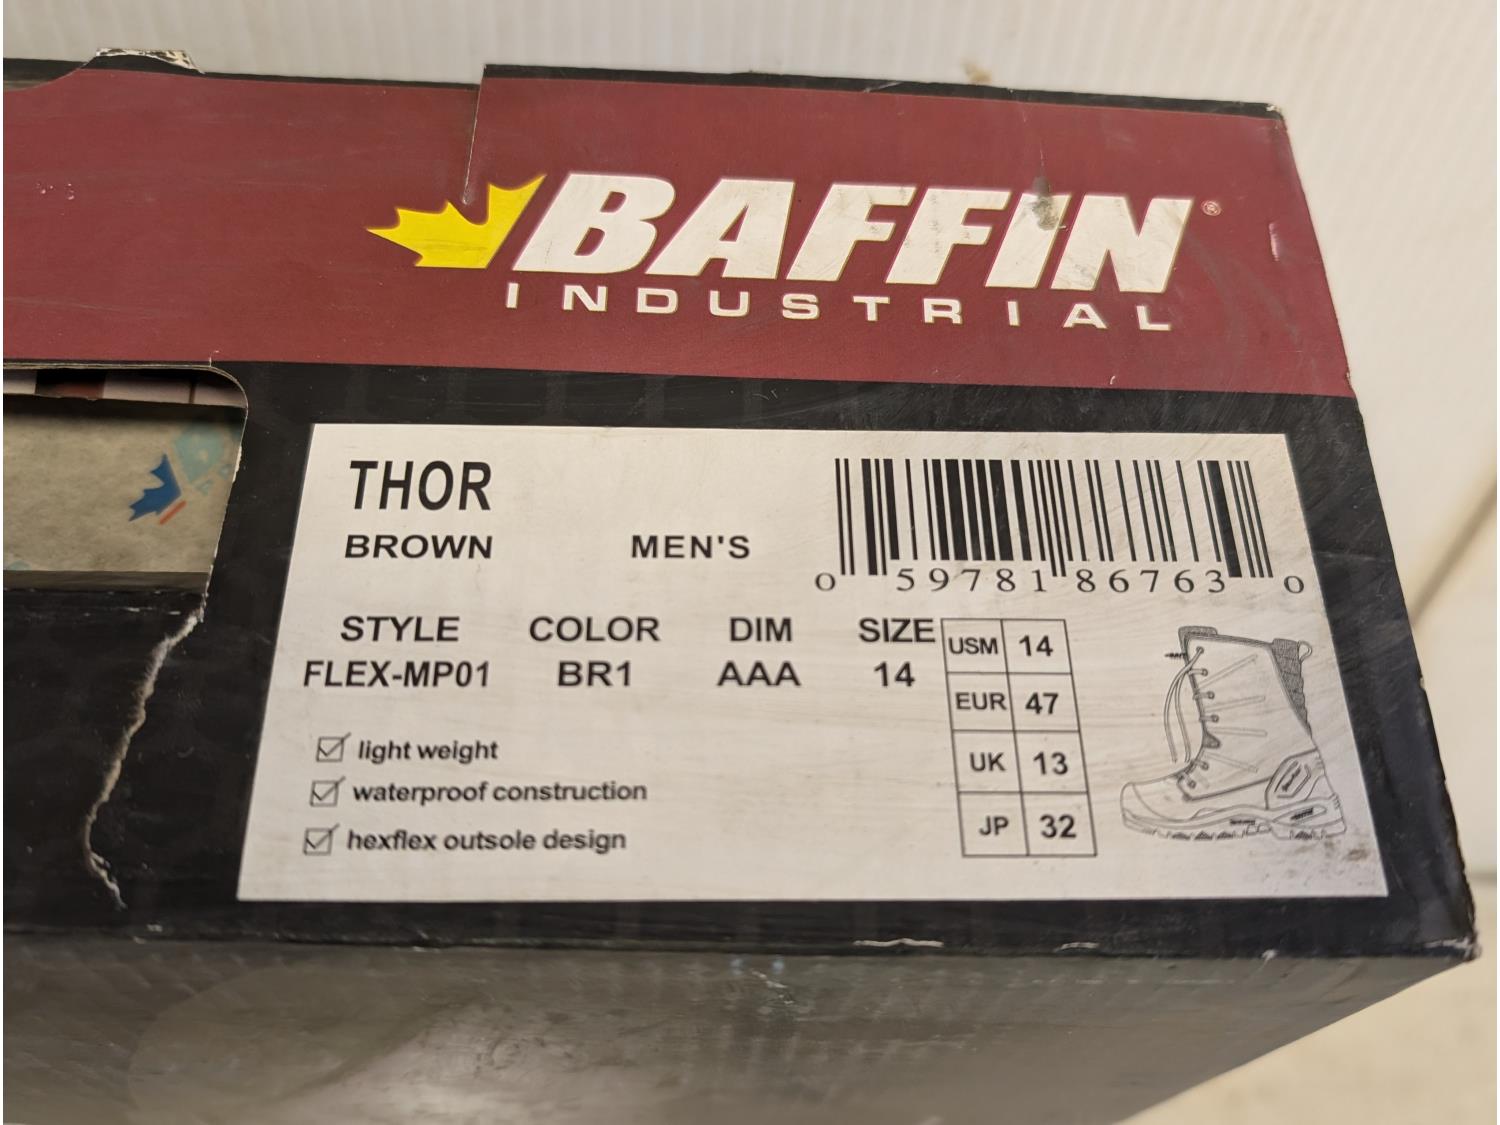 BAFFIN®
INDUSTRIAL
THOR
BROWN MEN'S
0 59781 86763 0
STYLE COLOR DIM SIZE
FLEX-MP01 BR1 AAA 14
USM 14
EUR 47
UK 13
JP 32
light weight
waterproof construction
hexflex outsole design